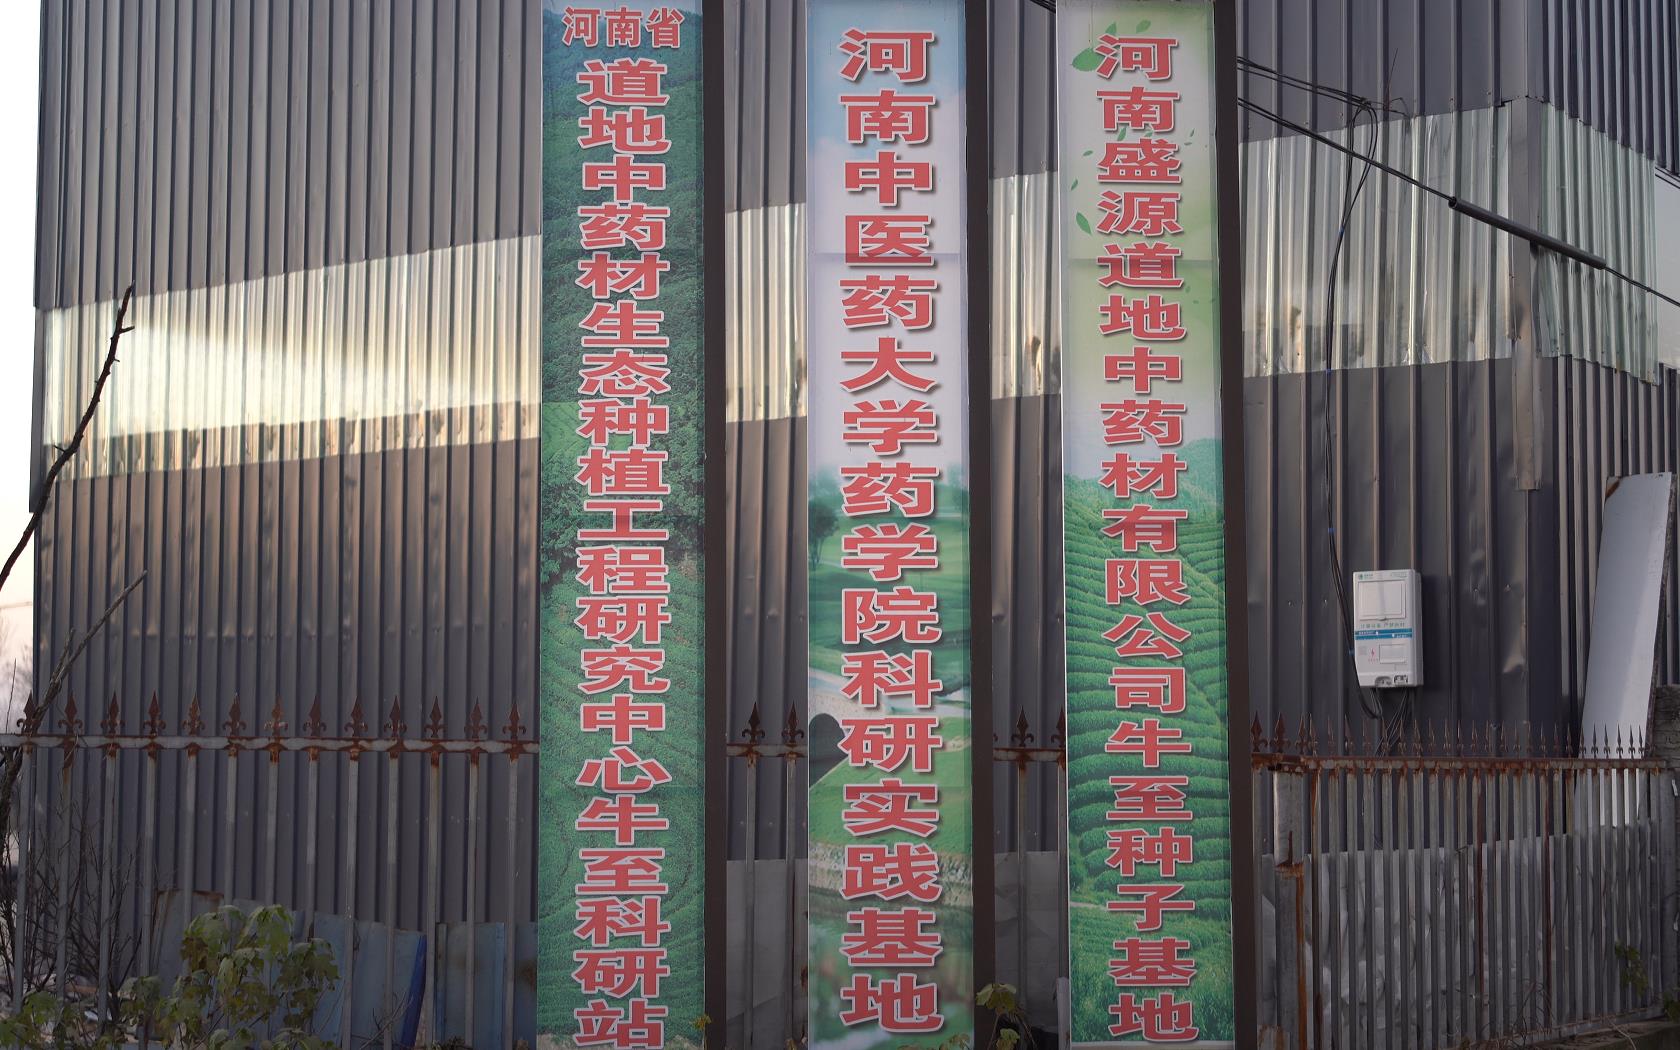 河南省
道地中药材生态种植工程研究中心牛至科研站
河南中医药大学药学院科研实践基地
河南盛源道地中药材有限公司牛至种子基地